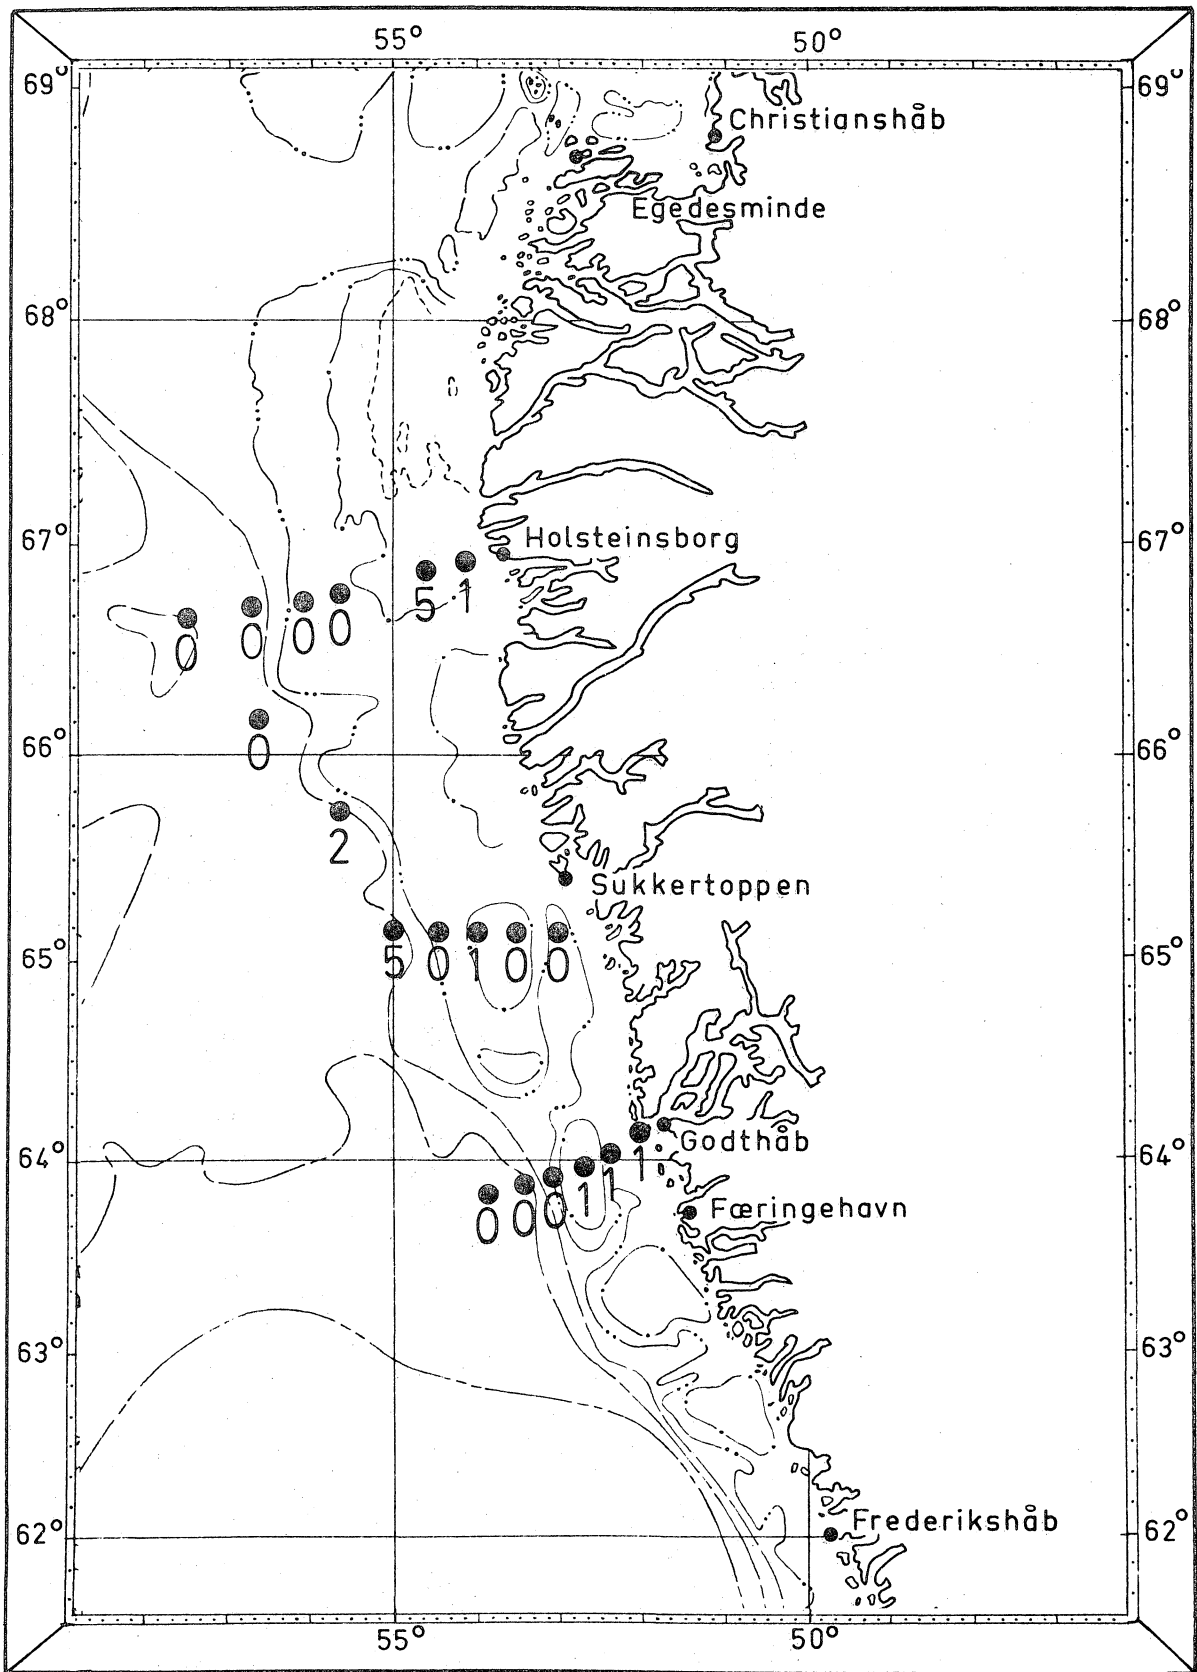 55° 50°
69° 69°
Christianshåb
Egedesminde
68° 68°
Holsteinsborg
67° 67°
5 1
0 0 0 0
0
66° 66°
2
Sukkertoppen
65° 65°
5 0 1 0 0
Godthåb
64° 64°
0 0 0 1 1 1
Færingehavn
63° 63°
Frederikshåb
62° 62°
55° 50°